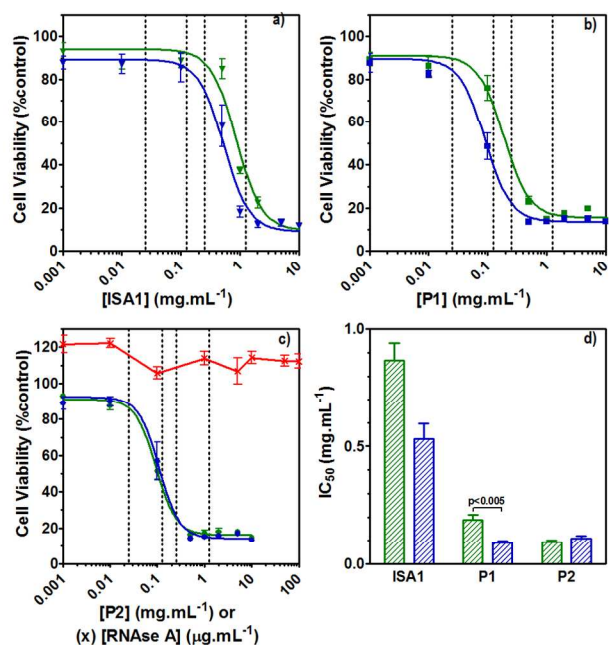 a)
100
80
60
40
20
0
Cell Viability (%control)
0.001
0.01
0.1
1
10
[ISA1] (mg.mL⁻¹)
b)
100
80
60
40
20
0
Cell Viability (%control)
0.001
0.01
0.1
1
10
[P1] (mg.mL⁻¹)
c)
120
100
80
60
40
20
0
Cell Viability (%control)
0.001
0.01
0.1
1
10
100
[P2] (mg.mL⁻¹) or
(x) [RNAse A] (μg.mL⁻¹)
d)
1.0
0.5
0.0
IC₅₀ (mg.mL⁻¹)
p<0.005
ISA1 P1 P2